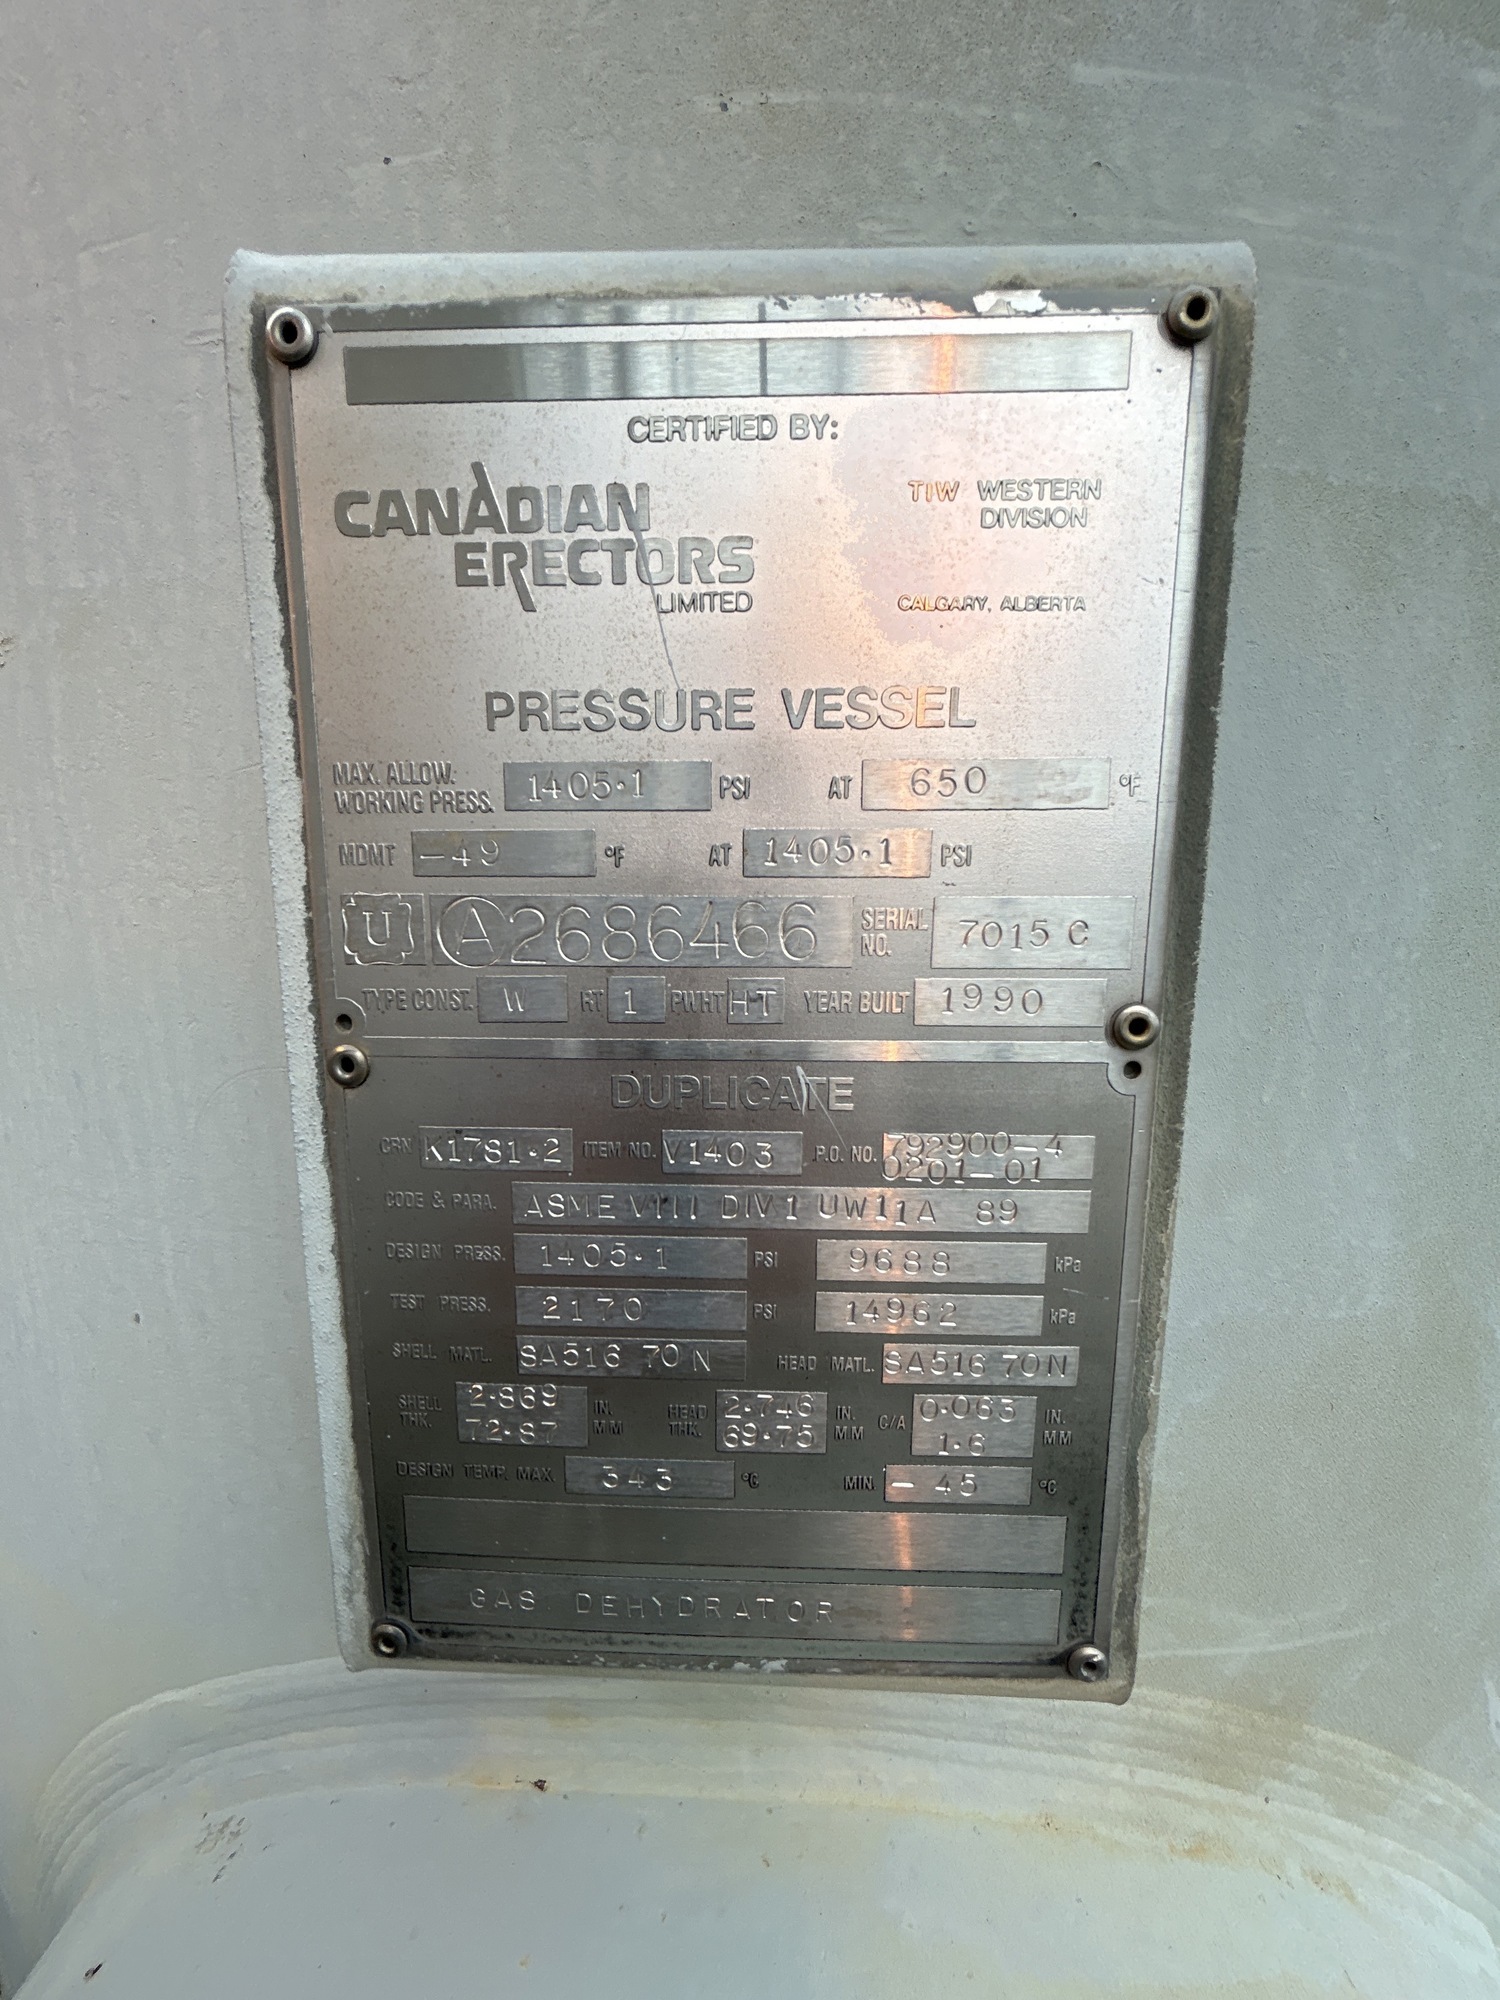 CERTIFIED BY:
CANADIAN ERECTORS LIMITED
TIW WESTERN DIVISION
CALGARY, ALBERTA
PRESSURE VESSEL
MAX. ALLOW. WORKING PRESS. 1405.1 PSI AT 650 °F
MDMT -49 °F AT 1405.1 PSI
U A2686466 SERIAL NO. 7015 C
TYPE CONST. W RT 1 PWHT HT YEAR BUILT 1990
DUPLICATE
CRN K1781.2 ITEM NO. V1403 P.O. NO. 792900-4 0201-01
CODE & PARA. ASME VIII DIV 1 UW11A 89
DESIGN PRESS. 1405.1 PSI 9688 kPa
TEST PRESS. 2170 PSI 14962 kPa
SHELL MATL. SA516 70N HEAD MATL. SA516 70N
SHELL THK. 2.869 IN. 72.87 MM HEAD THK. 2.746 IN. 69.75 MM C/A 0.063 IN. 1.6 MM
DESIGN TEMP. MAX. 343 °C MIN. -45 °C
GAS DEHYDRATOR